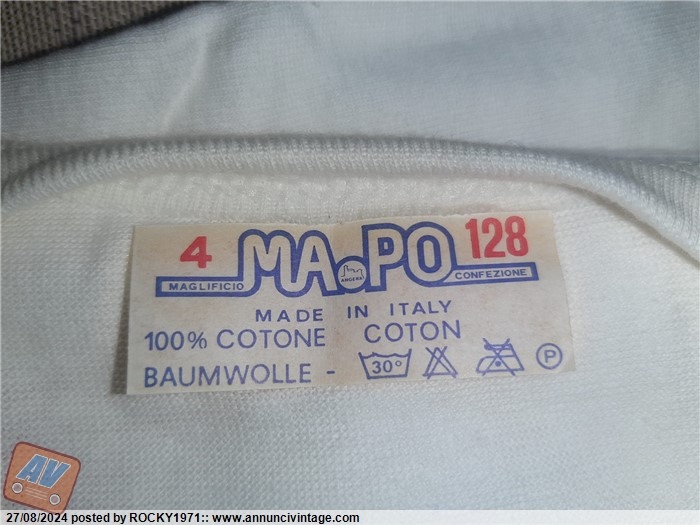 4 MA.PO 128
MAGLIFICIO ANGERA CONFEZIONE
MADE IN ITALY
100% COTONE COTON
BAUMWOLLE - 30° P
AV
27/08/2024 posted by ROCKY1971:: www.annuncivintage.com